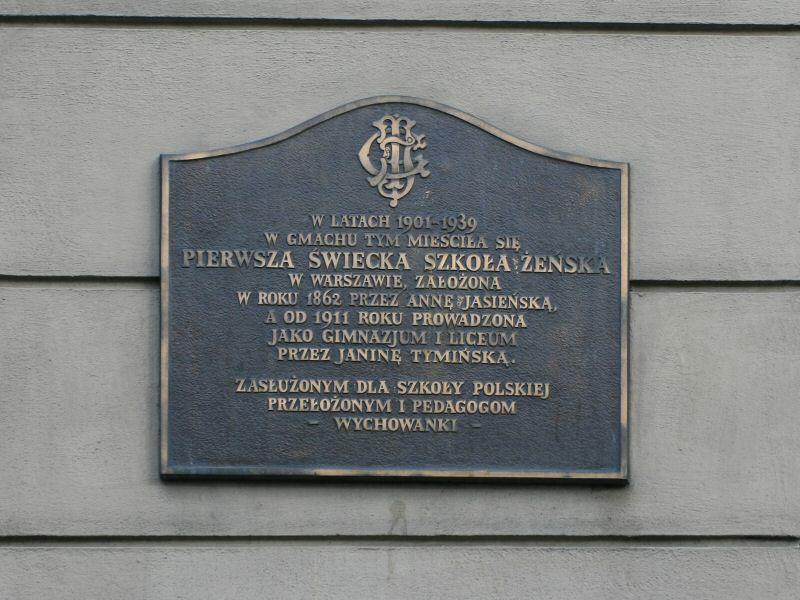 W LATACH 1901-1939
W GMACHU TYM MIEŚCIŁA SIĘ
PIERWSZA ŚWIECKA SZKOŁA ŻEŃSKA
W WARSZAWIE, ZAŁOŻONA
W ROKU 1862 PRZEZ ANNĘ JASIEŃSKĄ,
A OD 1911 ROKU PROWADZONA
JAKO GIMNAZJUM I LICEUM
PRZEZ JANINĘ TYMIŃSKĄ.
ZASŁUŻONYM DLA SZKOŁY POLSKIEJ
PRZEŁOŻONYM I PEDAGOGOM
- WYCHOWANKI -